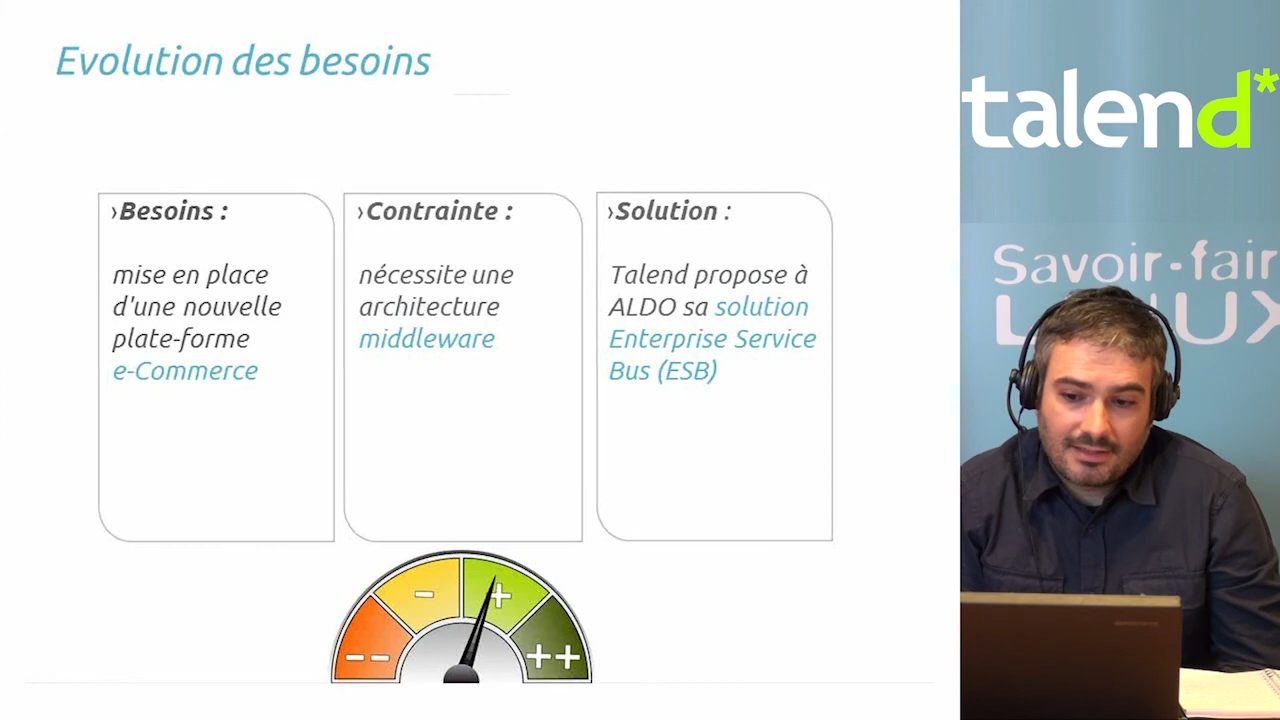 Evolution des besoins
›Besoins :
mise en place
d'une nouvelle
plate-forme
e-Commerce
›Contrainte :
nécessite une
architecture
middleware
›Solution :
Talend propose à
ALDO sa solution
Enterprise Service
Bus (ESB)
-- - + ++
talend*
Savoir-fair